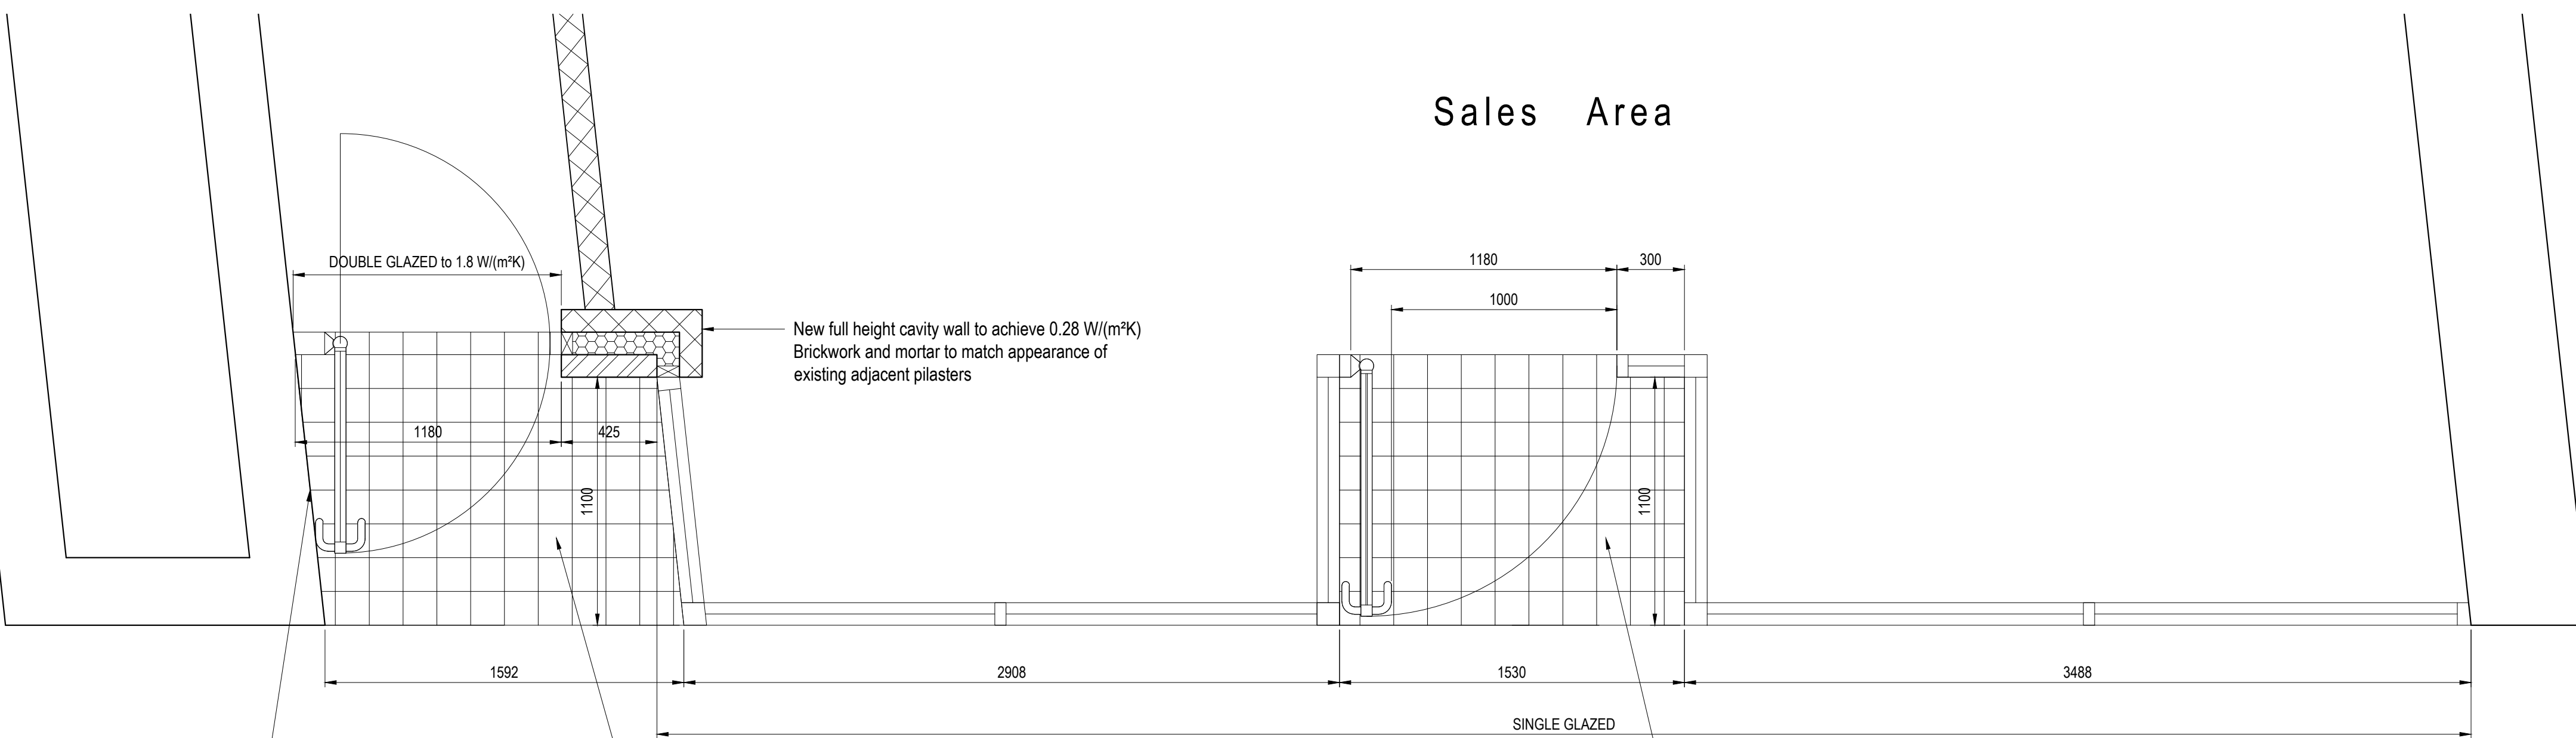 Sales Area
DOUBLE GLAZED to 1.8 W/(m²K)
1180
300
1000
New full height cavity wall to achieve 0.28 W/(m²K)
Brickwork and mortar to match appearance of
existing adjacent pilasters
1180
425
1100
1100
1592
2908
1530
3488
SINGLE GLAZED